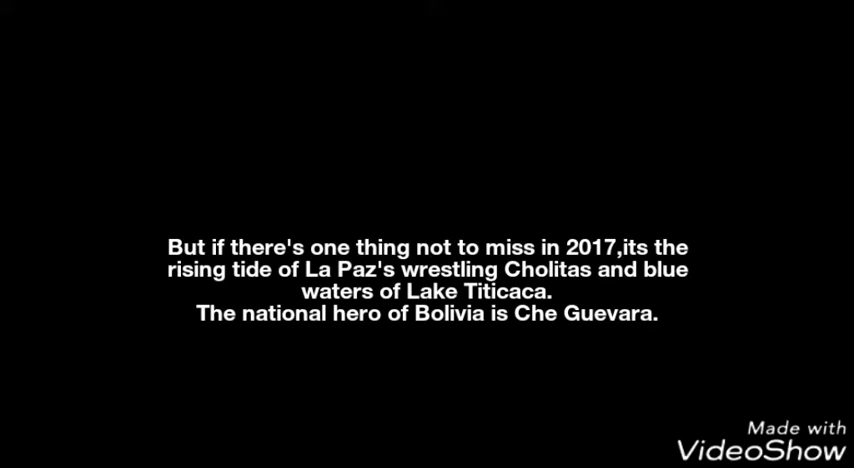 But if there's one thing not to miss in 2017,its the
rising tide of La Paz's wrestling Cholitas and blue
waters of Lake Titicaca.
The national hero of Bolivia is Che Guevara.
Made with
VideoShow